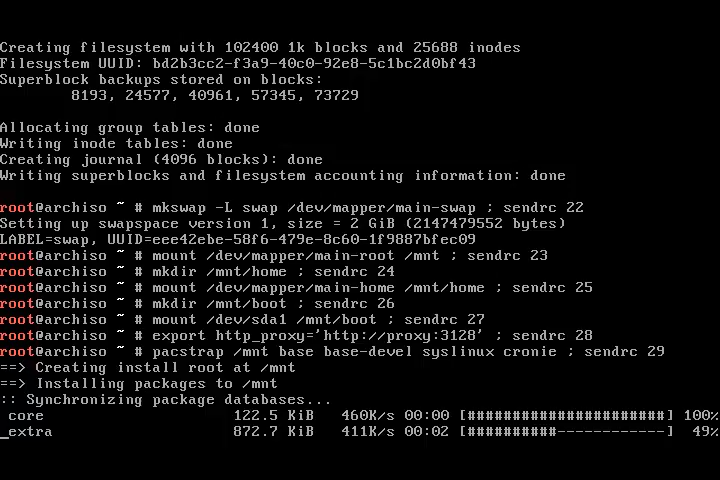 Creating filesystem with 102400 1k blocks and 25688 inodes
Filesystem UUID: bd2b3cc2-f3a9-40c0-92e8-5c1bc2d0bf43
Superblock backups stored on blocks:
        8193, 24577, 40961, 57345, 73729
Allocating group tables: done
Writing inode tables: done
Creating journal (4096 blocks): done
Writing superblocks and filesystem accounting information: done
root@archiso ~ # mkswap -L swap /dev/mapper/main-swap ; sendrc 22
Setting up swapspace version 1, size = 2 GiB (2147479552 bytes)
LABEL=swap, UUID=eee42ebe-58f6-479e-8c60-1f9887bfec09
root@archiso ~ # mount /dev/mapper/main-root /mnt ; sendrc 23
root@archiso ~ # mkdir /mnt/home ; sendrc 24
root@archiso ~ # mount /dev/mapper/main-home /mnt/home ; sendrc 25
root@archiso ~ # mkdir /mnt/boot ; sendrc 26
root@archiso ~ # mount /dev/sda1 /mnt/boot ; sendrc 27
root@archiso ~ # export http_proxy='http://proxy:3128' ; sendrc 28
root@archiso ~ # pacstrap /mnt base base-devel syslinux cronie ; sendrc 29
==> Creating install root at /mnt
==> Installing packages to /mnt
:: Synchronizing package databases...
 core                        122.5 KiB   460K/s 00:00 [######################] 100%
_extra                       872.7 KiB   411K/s 00:02 [##########------------]  49%